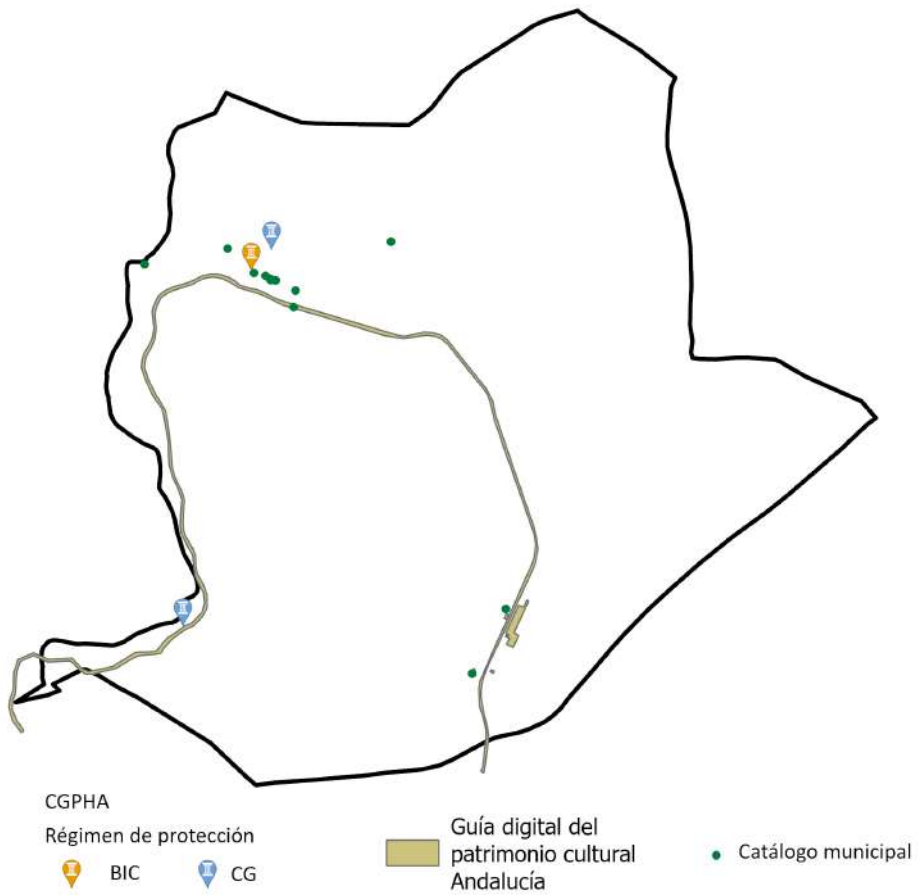 CGPHA
Régimen de protección
BIC
CG
Guía digital del
patrimonio cultural
Andalucía
Catálogo municipal